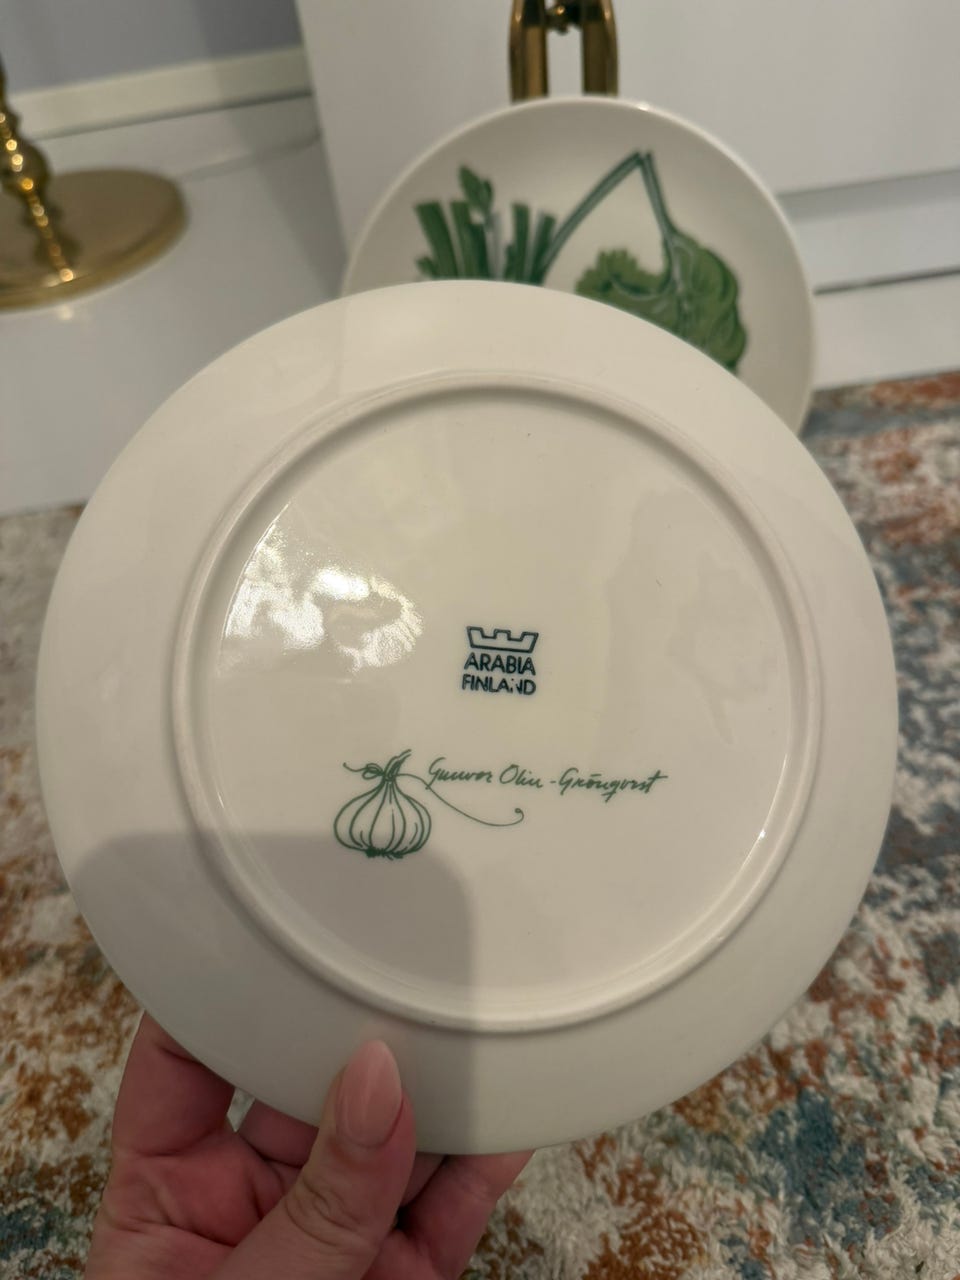 ARABIA
FINLAND
Gunvor Olin-Grönqvist